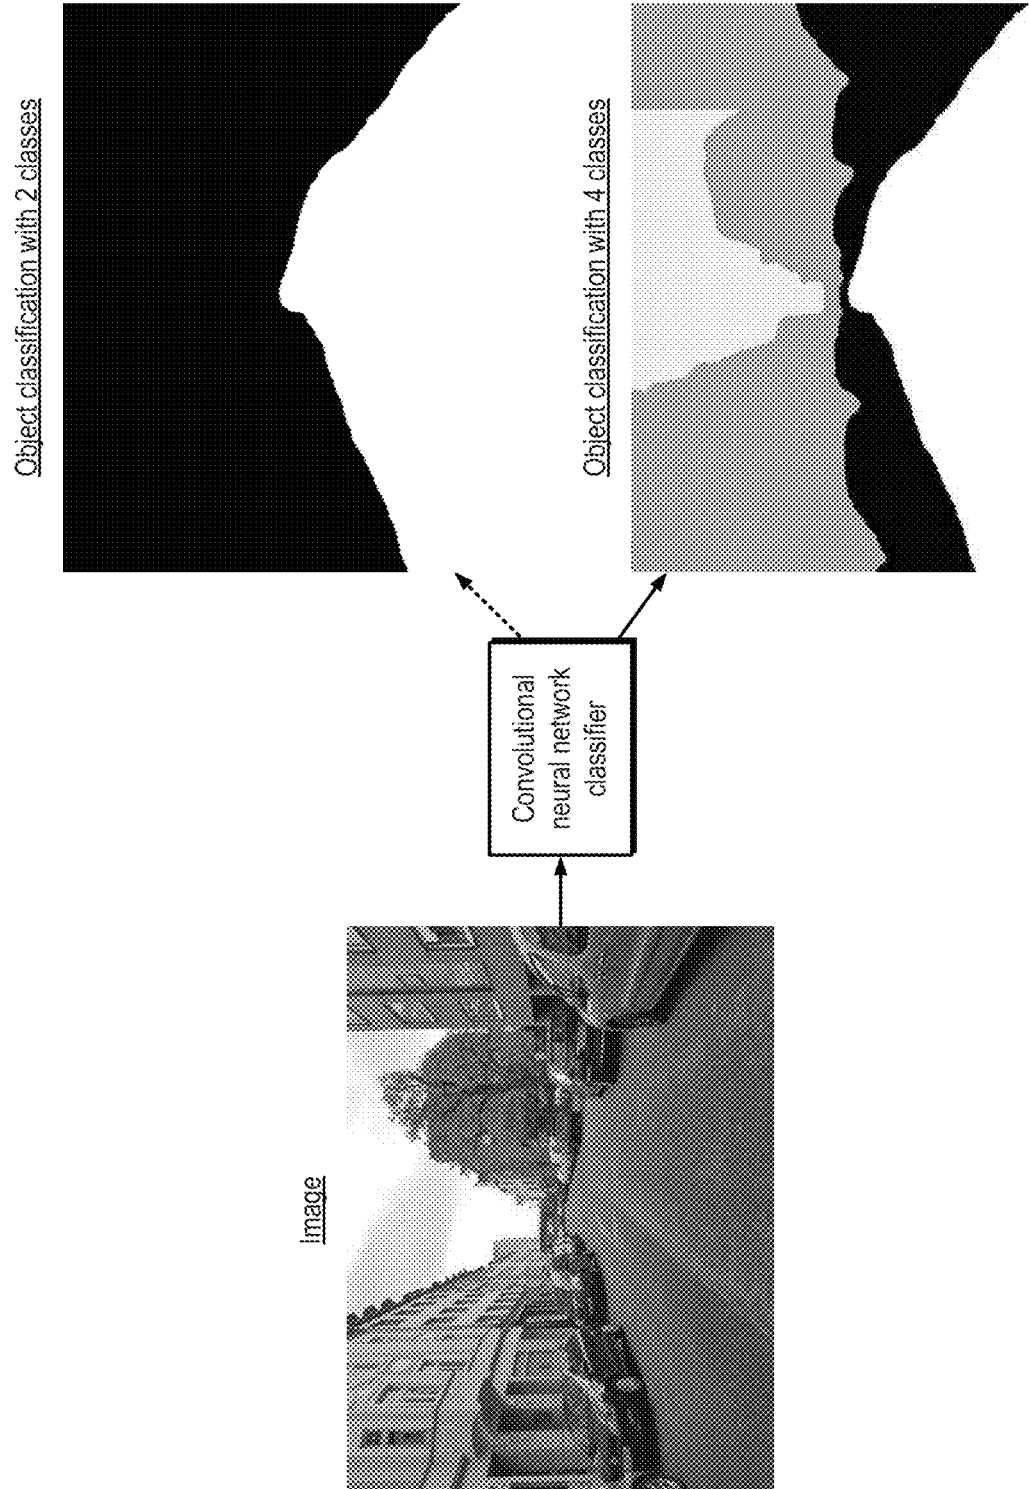 Image
Convolutional
neural network
classifier
Object classification with 2 classes
Object classification with 4 classes